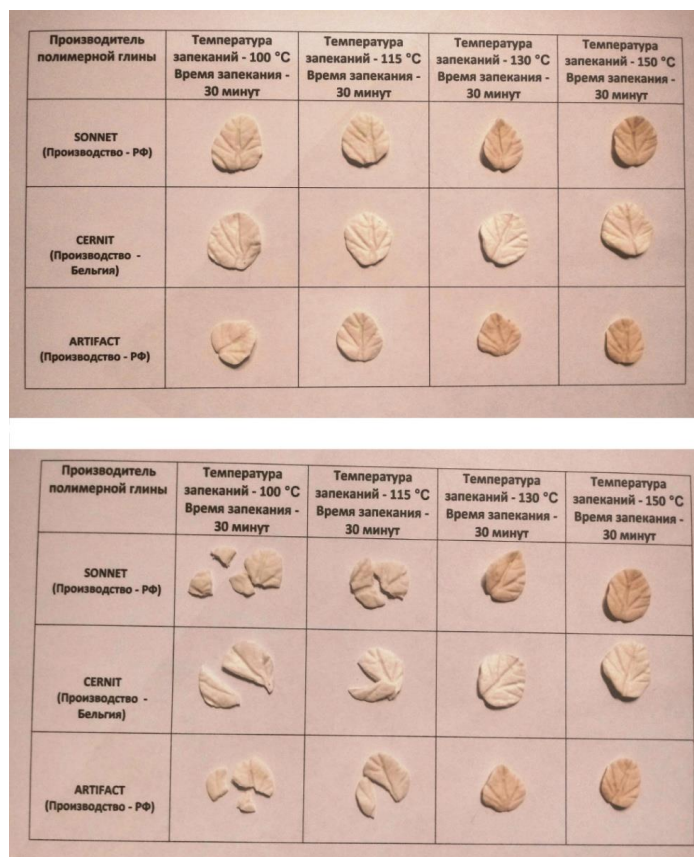 Производитель
полимерной глины
Температура
запеканий - 100 °C
Время запекания -
30 минут
Температура
запеканий - 115 °C
Время запекания -
30 минут
Температура
запеканий - 130 °C
Время запекания -
30 минут
Температура
запеканий - 150 °C
Время запекания -
30 минут
SONNET
(Производство - РФ)
CERNIT
(Производство -
Бельгия)
ARTIFACT
(Производство - РФ)
Производитель
полимерной глины
Температура
запеканий - 100 °C
Время запекания -
30 минут
Температура
запеканий - 115 °C
Время запекания -
30 минут
Температура
запеканий - 130 °C
Время запекания -
30 минут
Температура
запеканий - 150 °C
Время запекания -
30 минут
SONNET
(Производство - РФ)
CERNIT
(Производство -
Бельгия)
ARTIFACT
(Производство - РФ)